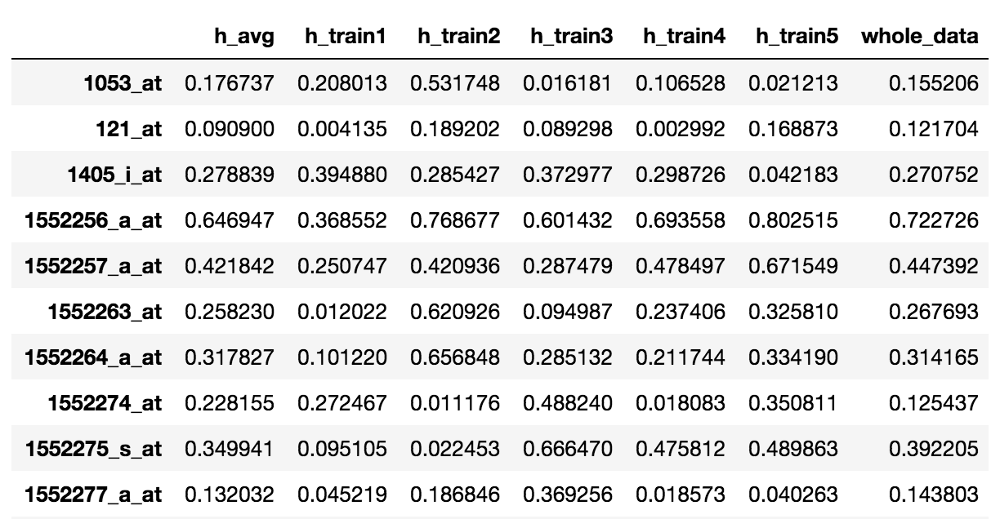 h_avg h_train1 h_train2 h_train3 h_train4 h_train5 whole_data
1053_at 0.176737 0.208013 0.531748 0.016181 0.106528 0.021213 0.155206
121_at 0.090900 0.004135 0.189202 0.089298 0.002992 0.168873 0.121704
1405_i_at 0.278839 0.394880 0.285427 0.372977 0.298726 0.042183 0.270752
1552256_a_at 0.646947 0.368552 0.768677 0.601432 0.693558 0.802515 0.722726
1552257_a_at 0.421842 0.250747 0.420936 0.287479 0.478497 0.671549 0.447392
1552263_at 0.258230 0.012022 0.620926 0.094987 0.237406 0.325810 0.267693
1552264_a_at 0.317827 0.101220 0.656848 0.285132 0.211744 0.334190 0.314165
1552274_at 0.228155 0.272467 0.011176 0.488240 0.018083 0.350811 0.125437
1552275_s_at 0.349941 0.095105 0.022453 0.666470 0.475812 0.489863 0.392205
1552277_a_at 0.132032 0.045219 0.186846 0.369256 0.018573 0.040263 0.143803